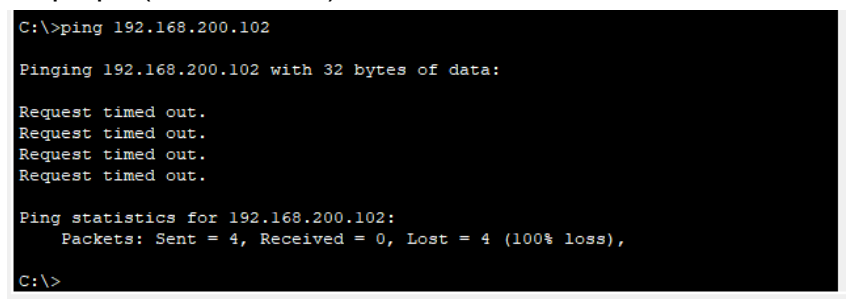 C:\>ping 192.168.200.102
Pinging 192.168.200.102 with 32 bytes of data:
Request timed out.
Request timed out.
Request timed out.
Request timed out.
Ping statistics for 192.168.200.102:
    Packets: Sent = 4, Received = 0, Lost = 4 (100% loss),
C:\>